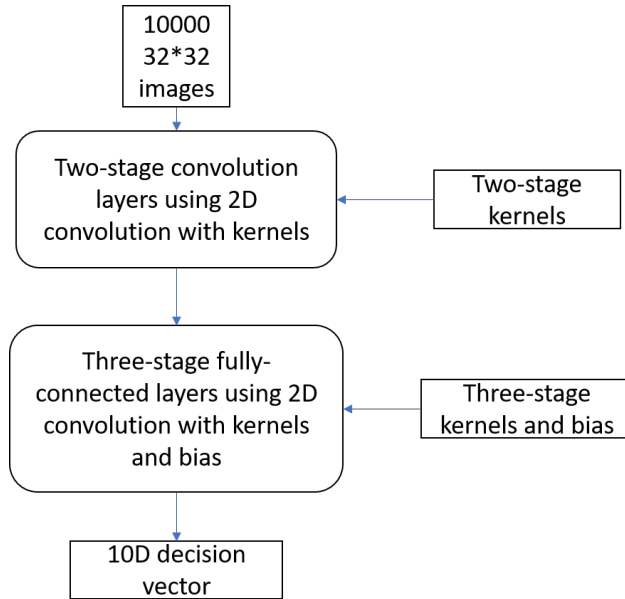 10000
32*32
images
Two-stage convolution
layers using 2D
convolution with kernels
Two-stage
kernels
Three-stage fully-
connected layers using 2D
convolution with kernels
and bias
Three-stage
kernels and bias
10D decision
vector